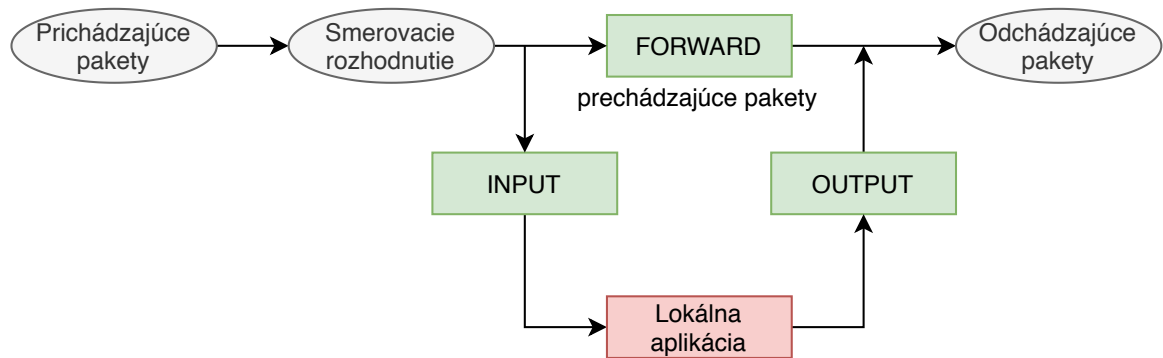 Prichádzajúce
pakety
Smerovacie
rozhodnutie
FORWARD
prechádzajúce pakety
Odchádzajúce
pakety
INPUT
OUTPUT
Lokálna
aplikácia